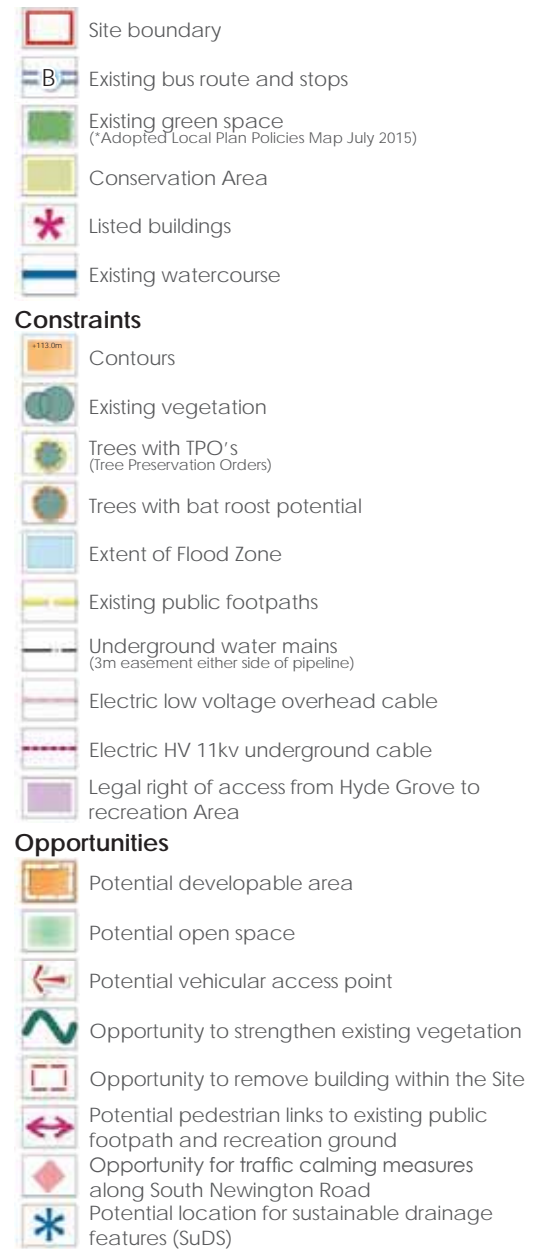 Site boundary
B Existing bus route and stops
Existing green space
(*Adopted Local Plan Policies Map July 2015)
Conservation Area
Listed buildings
Existing watercourse
Constraints
+113.0m Contours
Existing vegetation
Trees with TPO's
(Tree Preservation Orders)
Trees with bat roost potential
Extent of Flood Zone
Existing public footpaths
Underground water mains
(3m easement either side of pipeline)
Electric low voltage overhead cable
Electric HV 11kv underground cable
Legal right of access from Hyde Grove to
recreation Area
Opportunities
Potential developable area
Potential open space
Potential vehicular access point
Opportunity to strengthen existing vegetation
Opportunity to remove building within the Site
Potential pedestrian links to existing public
footpath and recreation ground
Opportunity for traffic calming measures
along South Newington Road
Potential location for sustainable drainage
features (SuDS)